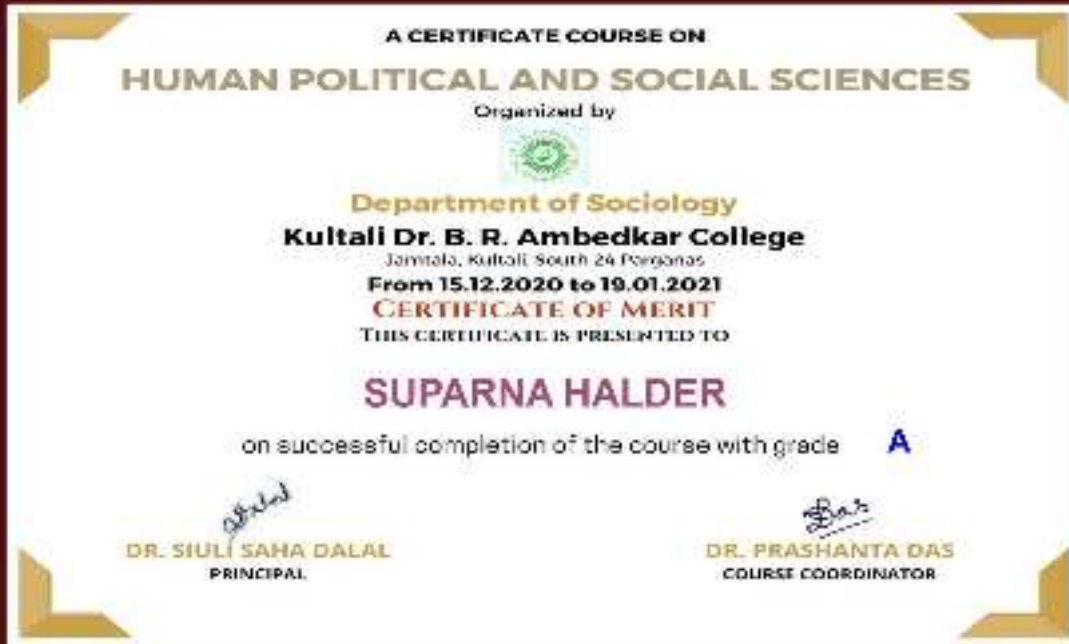 A CERTIFICATE COURSE ON
HUMAN POLITICAL AND SOCIAL SCIENCES
Organized by
Department of Sociology
Kultali Dr. B. R. Ambedkar College
Jamtala, Kultali, South 24 Parganas
From 15.12.2020 to 19.01.2021
CERTIFICATE OF MERIT
THIS CERTIFICATE IS PRESENTED TO
SUPARNA HALDER
on successful completion of the course with grade A
DR. SIULI SAHA DALAL
PRINCIPAL
Das
DR. PRASHANTA DAS
COURSE COORDINATOR